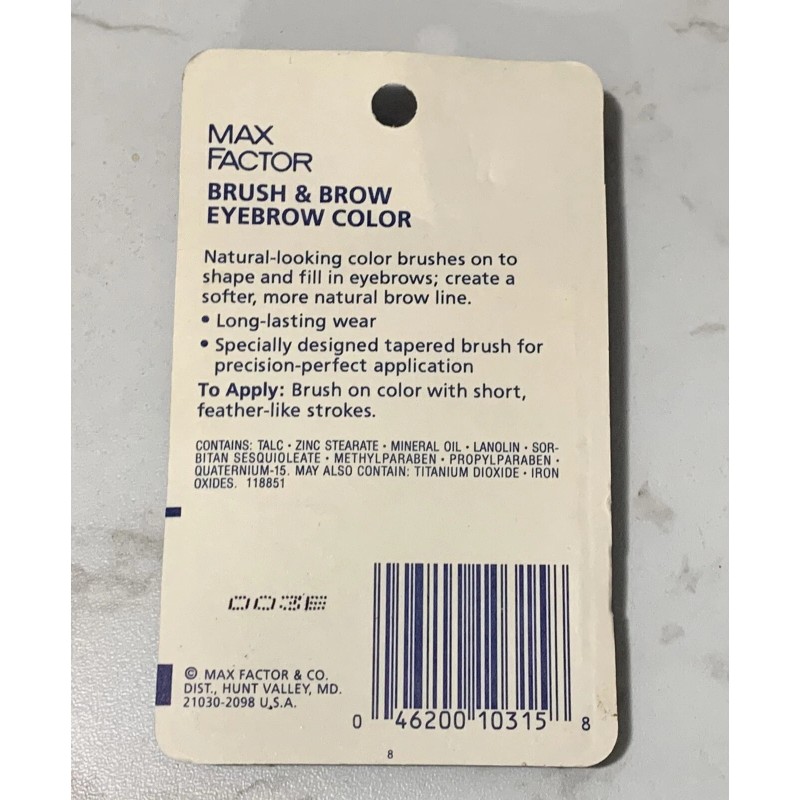 MAX
FACTOR
BRUSH & BROW
EYEBROW COLOR
Natural-looking color brushes on to
shape and fill in eyebrows; create a
softer, more natural brow line.
• Long-lasting wear
• Specially designed tapered brush for
precision-perfect application
To Apply: Brush on color with short,
feather-like strokes.
CONTAINS: TALC • ZINC STEARATE • MINERAL OIL • LANOLIN • SOR-
BITAN SESQUIOLEATE • METHYLPARABEN • PROPYLPARABEN •
QUATERNIUM-15. MAY ALSO CONTAIN: TITANIUM DIOXIDE • IRON
OXIDES. 118851
© MAX FACTOR & CO.
DIST., HUNT VALLEY, MD.
21030-2098 U.S.A.
0 46200 10315 8
8